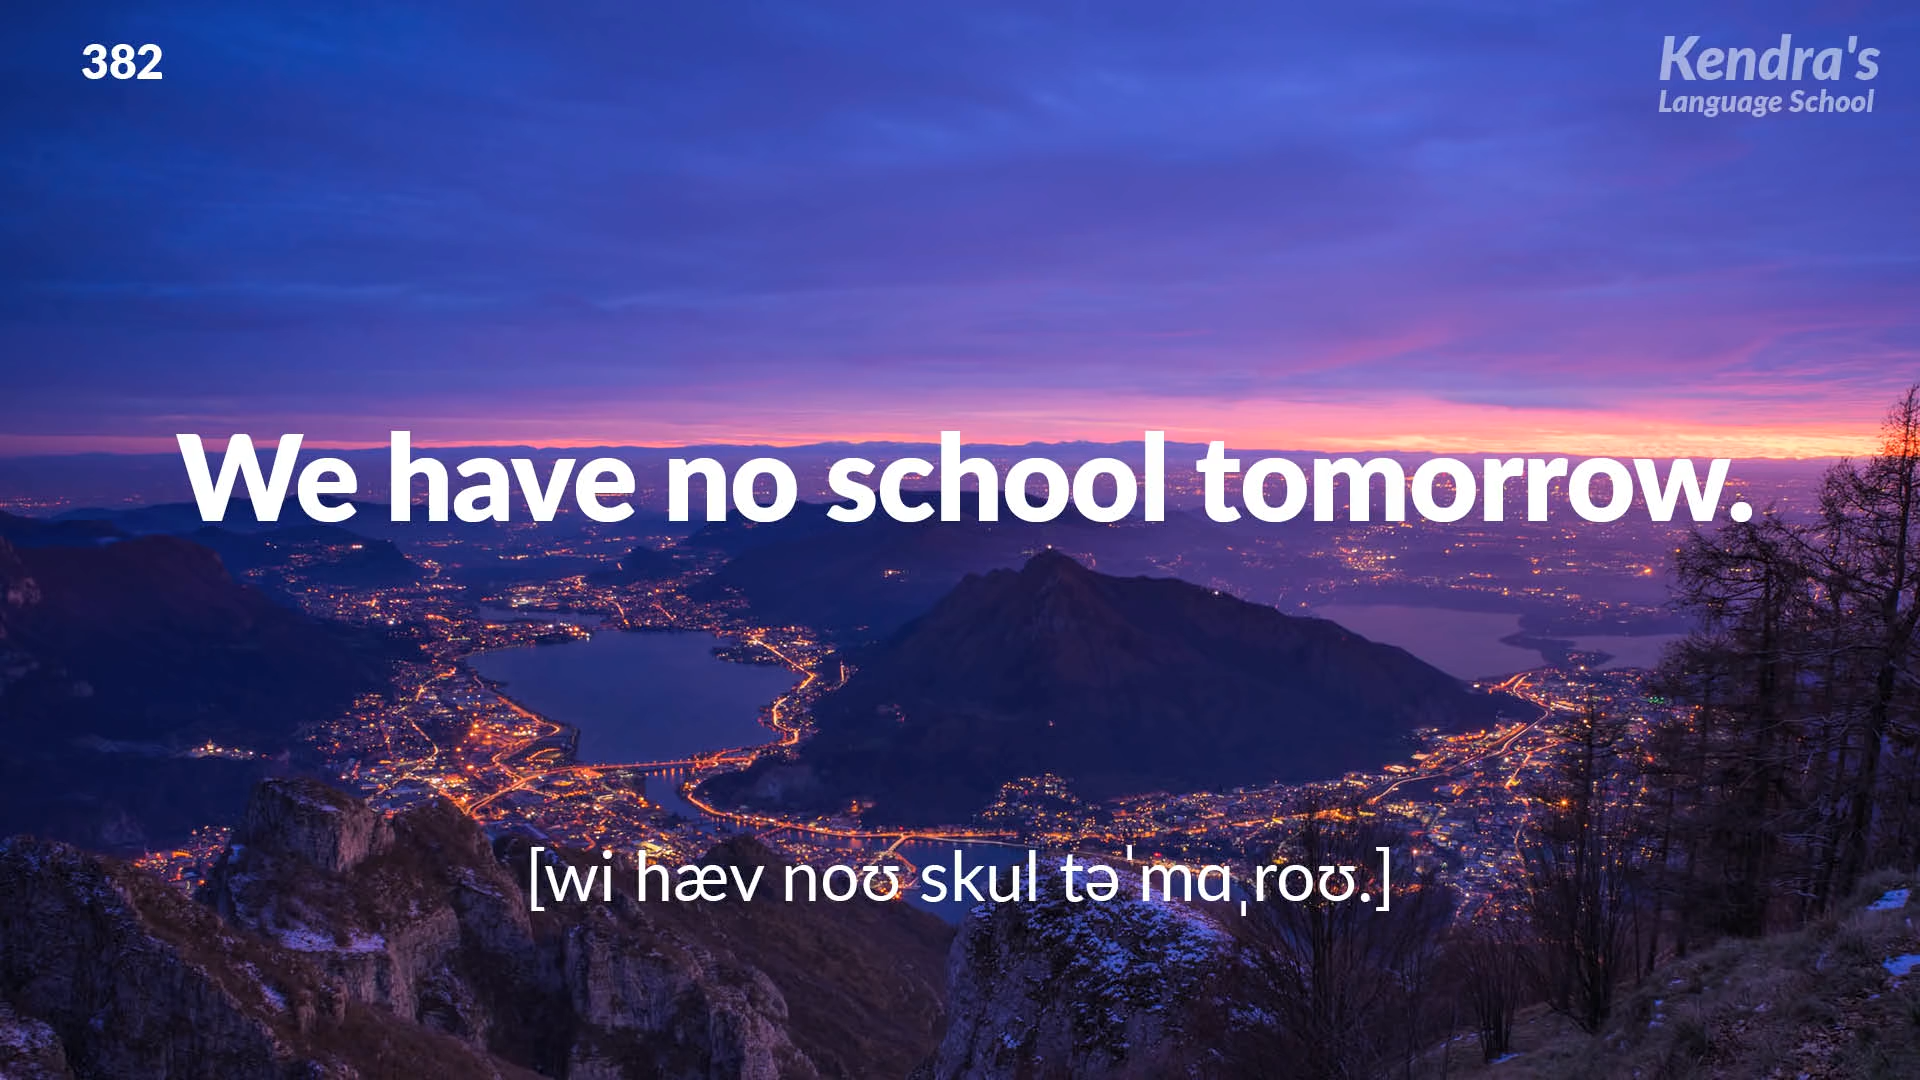 382
Kendra's
Language School
We have no school tomorrow.
[wi hæv noʊ skul təˈmɑˌroʊ.]